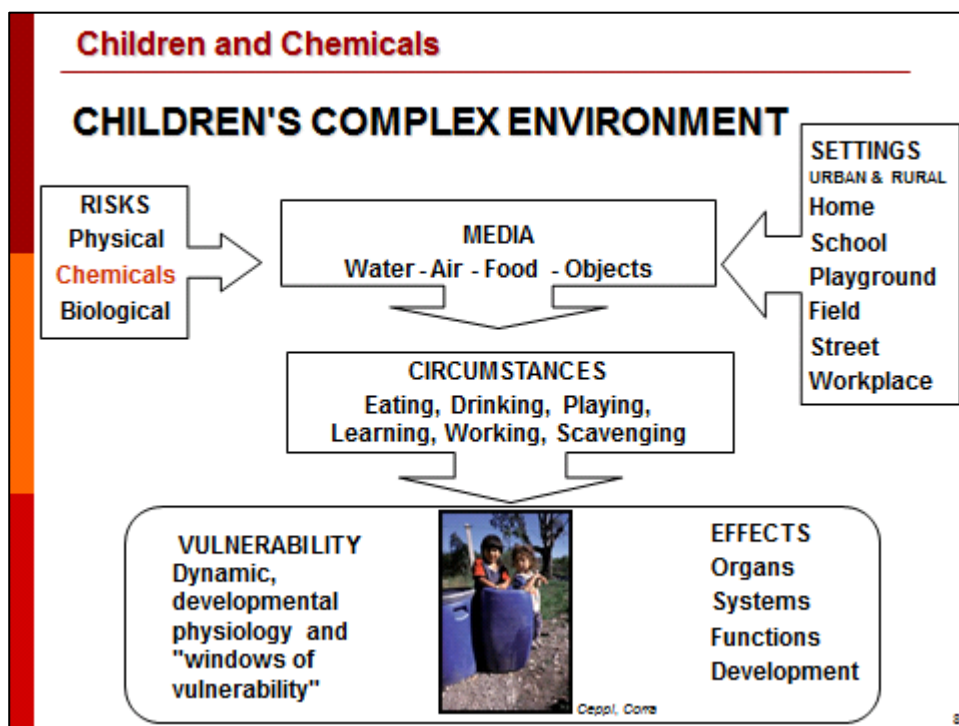 Children and Chemicals
CHILDREN'S COMPLEX ENVIRONMENT
RISKS
Physical
Chemicals
Biological
MEDIA
Water - Air - Food - Objects
SETTINGS
URBAN & RURAL
Home
School
Playground
Field
Street
Workplace
CIRCUMSTANCES
Eating, Drinking, Playing,
Learning, Working, Scavenging
VULNERABILITY
Dynamic,
developmental
physiology and
"windows of
vulnerability"
EFFECTS
Organs
Systems
Functions
Development
Ceppi, Corra